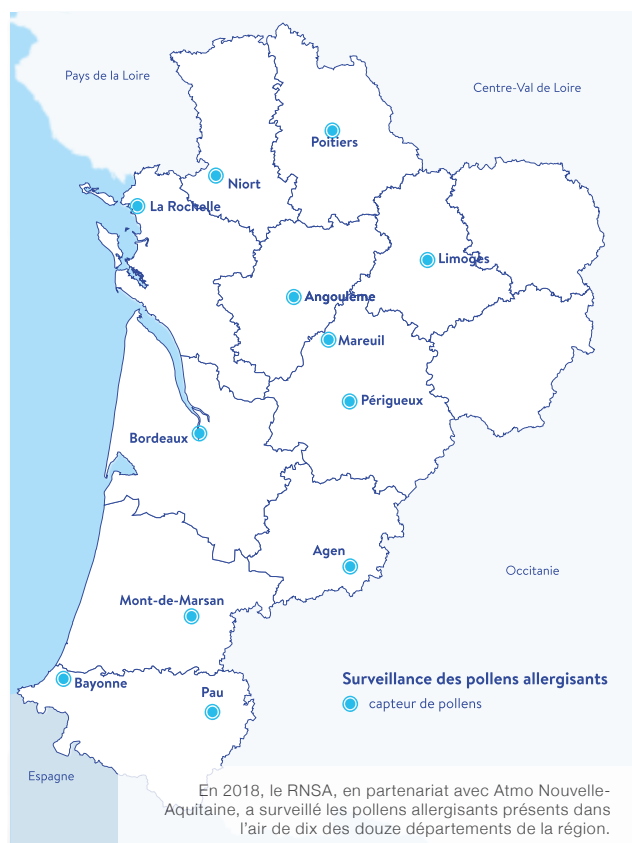 Pays de la Loire
Centre-Val de Loire
Poitiers
Niort
La Rochelle
Limoges
Angoulême
Mareuil
Périgueux
Bordeaux
Agen
Occitanie
Mont-de-Marsan
Bayonne
Pau
Surveillance des pollens allergisants
capteur de pollens
Espagne
En 2018, le RNSA, en partenariat avec Atmo Nouvelle-
Aquitaine, a surveillé les pollens allergisants présents dans
l'air de dix des douze départements de la région.